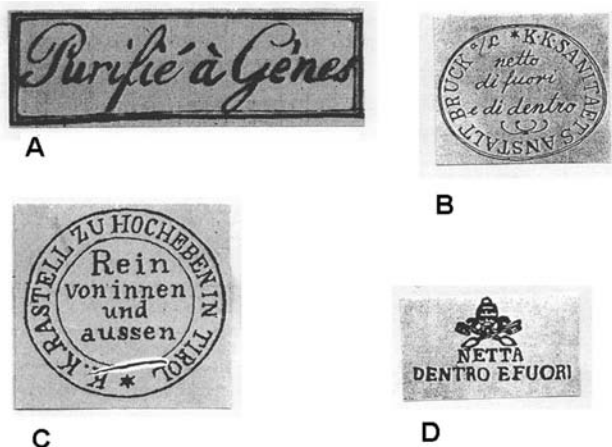 Purifié à Gênes
A
K.K. SANITAETS ANSTALT BRUCK a/L *
netto
di fuori
e di dentro
B
K.K. RASTELL ZU HOCHEBEN IN TIROL *
Rein
von innen
und
aussen
C
NETTA
DENTRO E FUORI
D